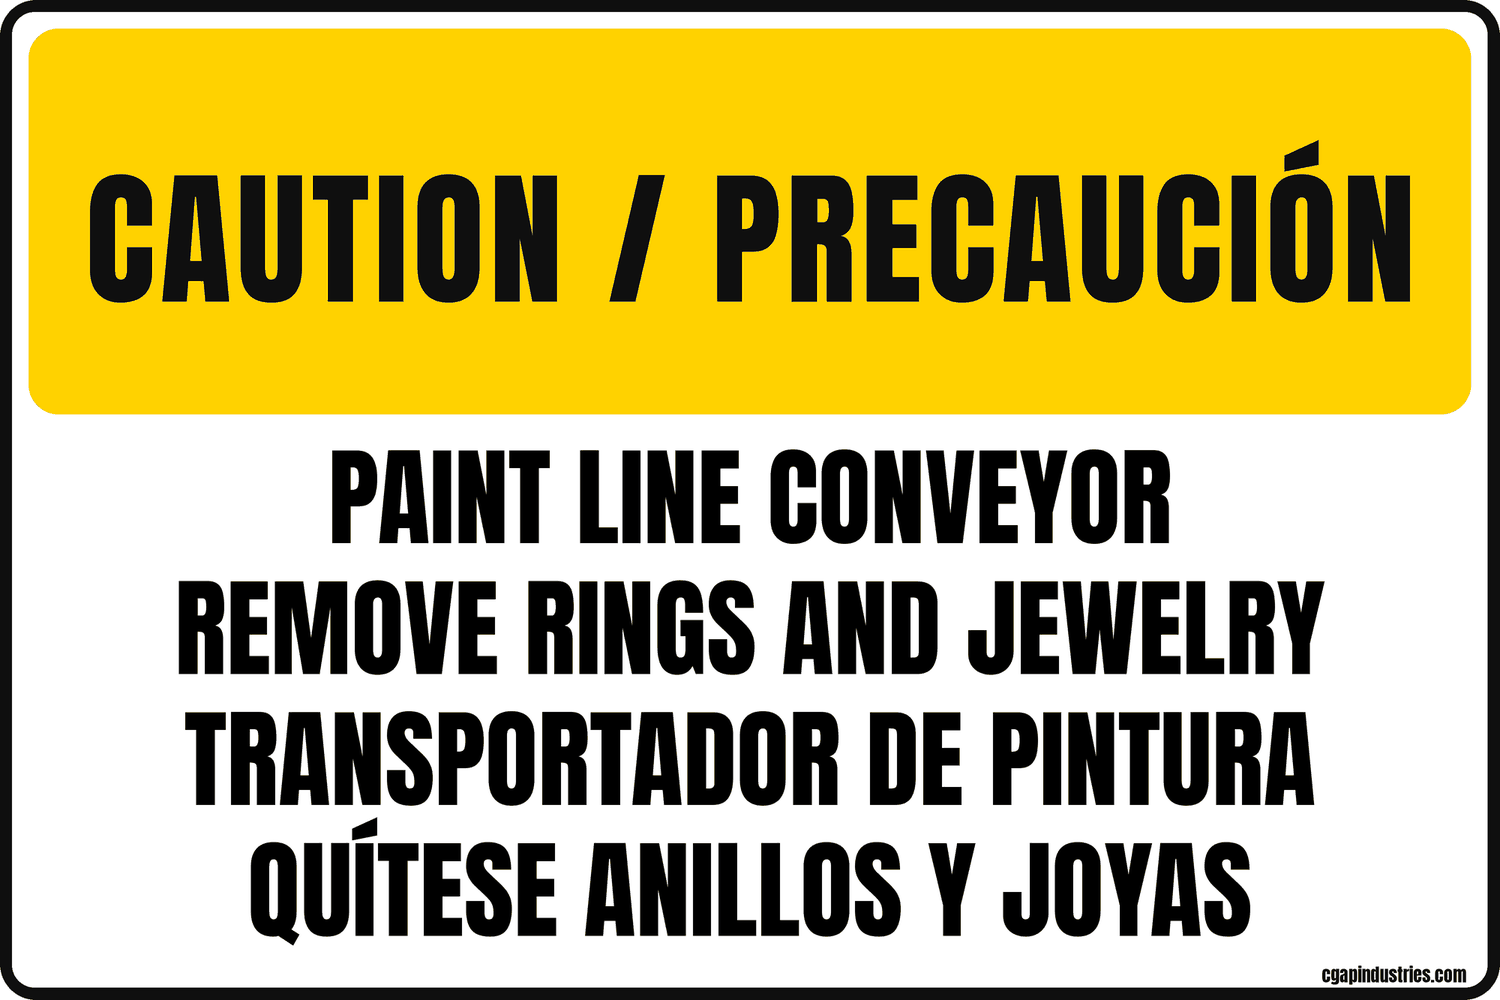 CAUTION / PRECAUCIÓN
PAINT LINE CONVEYOR
REMOVE RINGS AND JEWELRY
TRANSPORTADOR DE PINTURA
QUÍTESE ANILLOS Y JOYAS
cgapindustries.com